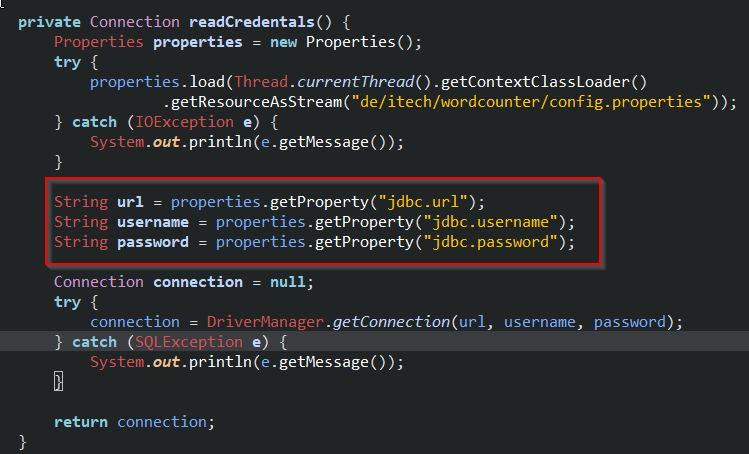 private Connection readCredentals() {
Properties properties = new Properties();
try {
properties.load(Thread.currentThread().getContextClassLoader()
.getResourceAsStream("de/itech/wordcounter/config.properties"));
} catch (IOException e) {
System.out.println(e.getMessage());
}
String url = properties.getProperty("jdbc.url");
String username = properties.getProperty("jdbc.username");
String password = properties.getProperty("jdbc.password");
Connection connection = null;
try {
connection = DriverManager.getConnection(url, username, password);
} catch (SQLException e) {
System.out.println(e.getMessage());
}
return connection;
}